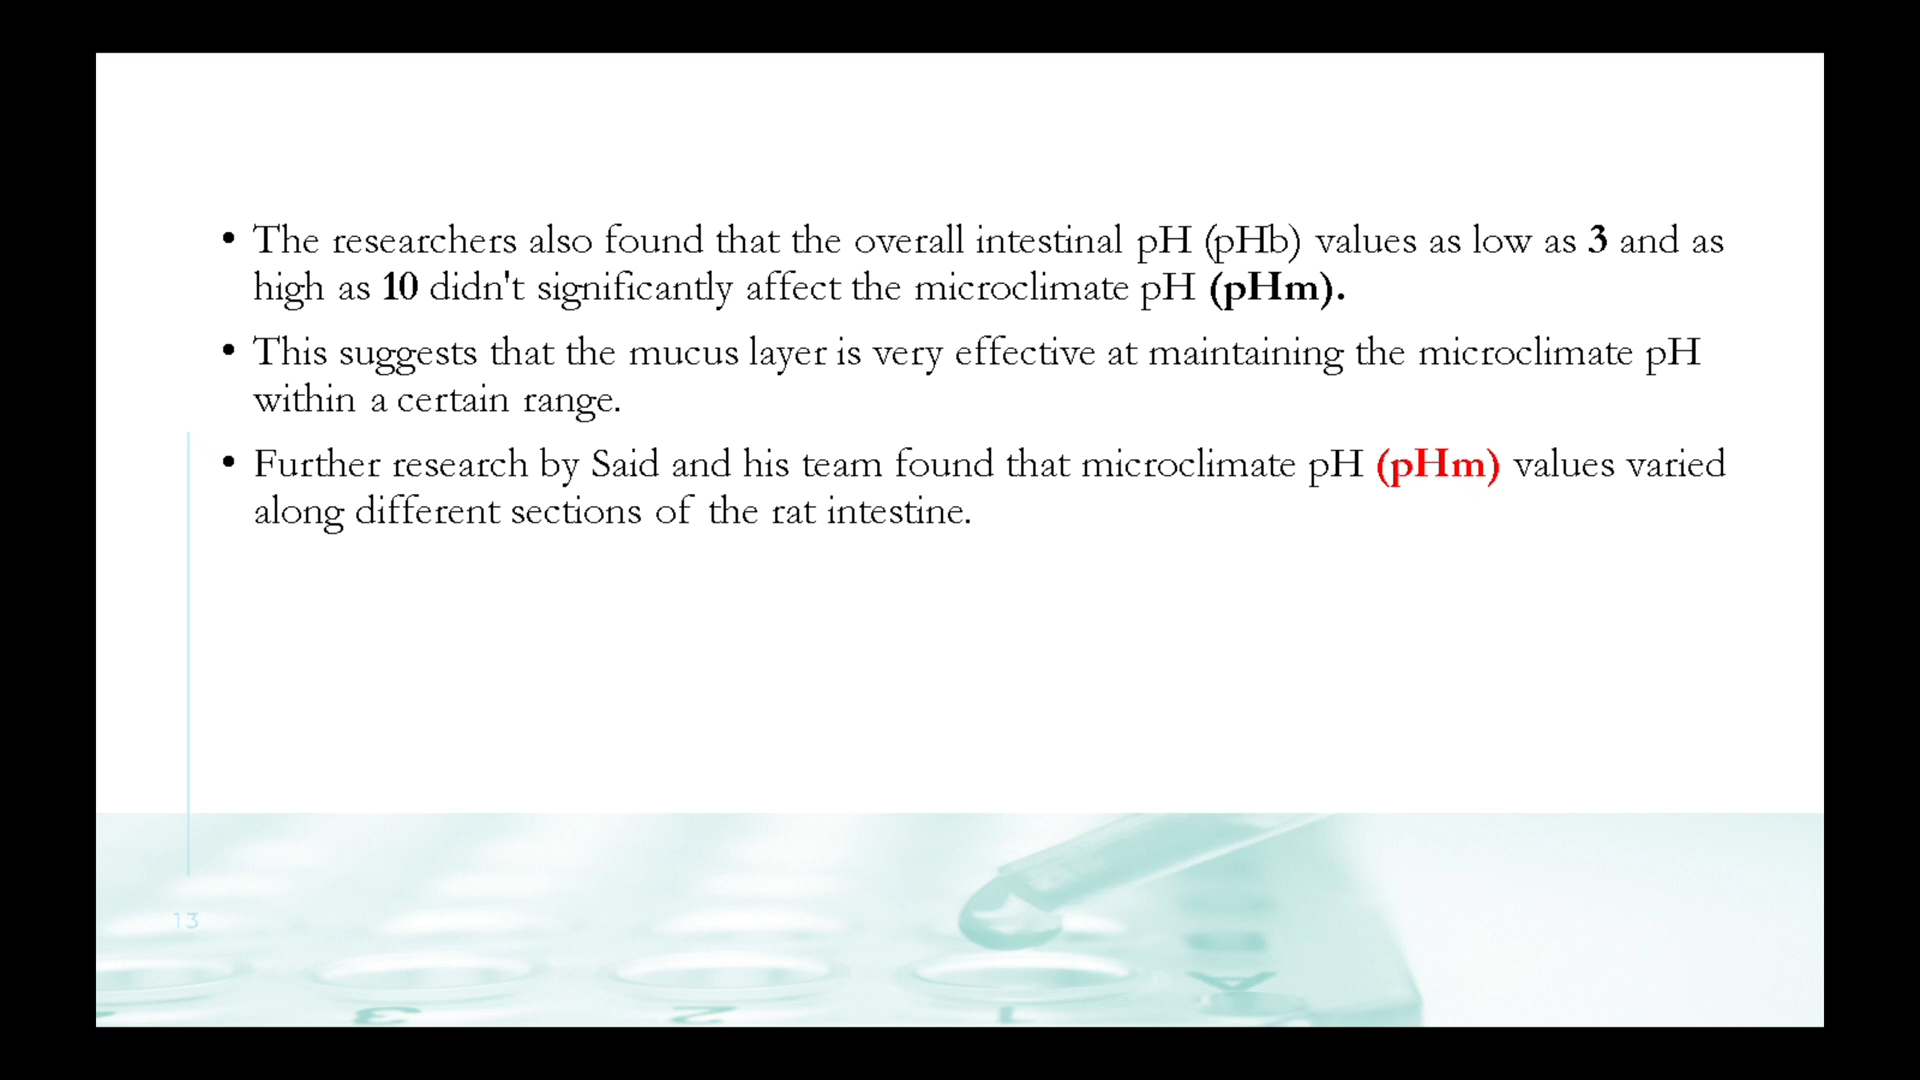 • The researchers also found that the overall intestinal pH (pHb) values as low as 3 and as
high as 10 didn't significantly affect the microclimate pH (pHm).
• This suggests that the mucus layer is very effective at maintaining the microclimate pH
within a certain range.
• Further research by Said and his team found that microclimate pH (pHm) values varied
along different sections of the rat intestine.
13
A
3
2
1